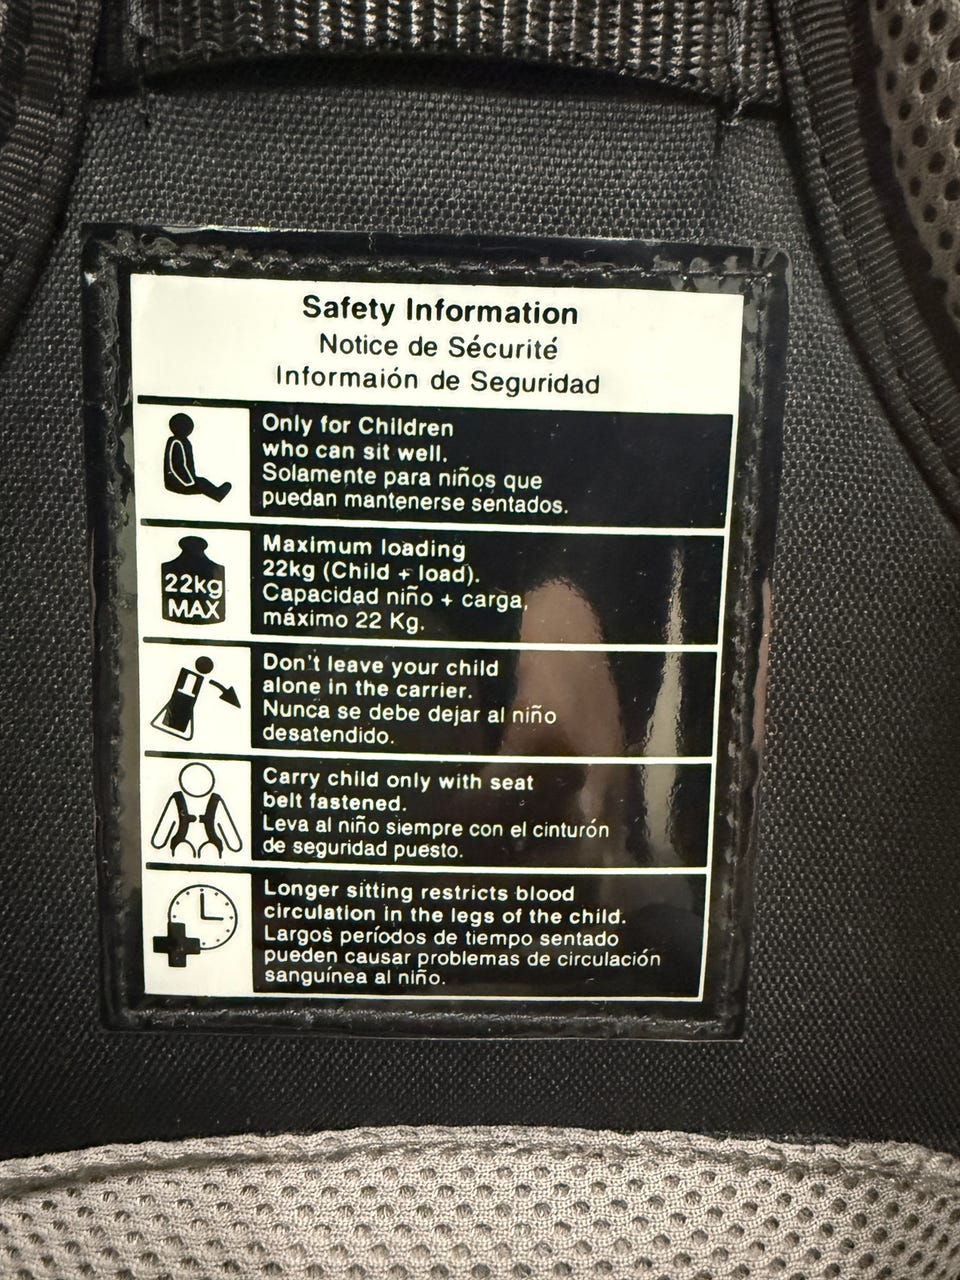 Safety Information
Notice de Sécurité
Informaión de Seguridad
Only for Children
who can sit well.
Solamente para niños que
puedan mantenerse sentados.
22kg
MAX
Maximum loading
22kg (Child + load).
Capacidad niño + carga,
máximo 22 Kg.
Don't leave your child
alone in the carrier.
Nunca se debe dejar al niño
desatendido.
Carry child only with seat
belt fastened.
Leva al niño siempre con el cinturón
de seguridad puesto.
Longer sitting restricts blood
circulation in the legs of the child.
Largos períodos de tiempo sentado
pueden causar problemas de circulación
sanguínea al niño.